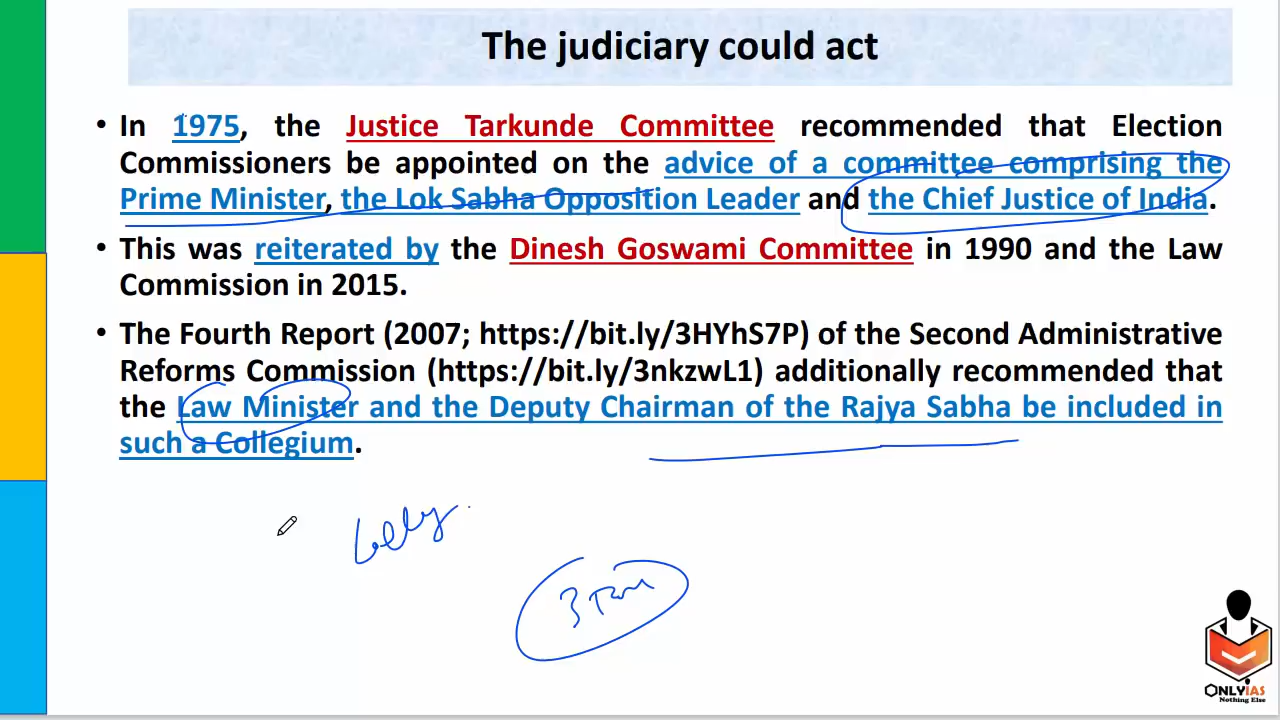 The judiciary could act
• In 1975, the Justice Tarkunde Committee recommended that Election
Commissioners be appointed on the advice of a committee comprising the
Prime Minister, the Lok Sabha Opposition Leader and the Chief Justice of India.
• This was reiterated by the Dinesh Goswami Committee in 1990 and the Law
Commission in 2015.
• The Fourth Report (2007; https://bit.ly/3HYhS7P) of the Second Administrative
Reforms Commission (https://bit.ly/3nkzwL1) additionally recommended that
the Law Minister and the Deputy Chairman of the Rajya Sabha be included in
such a Collegium.
3
ONLYIAS
Nothing Else